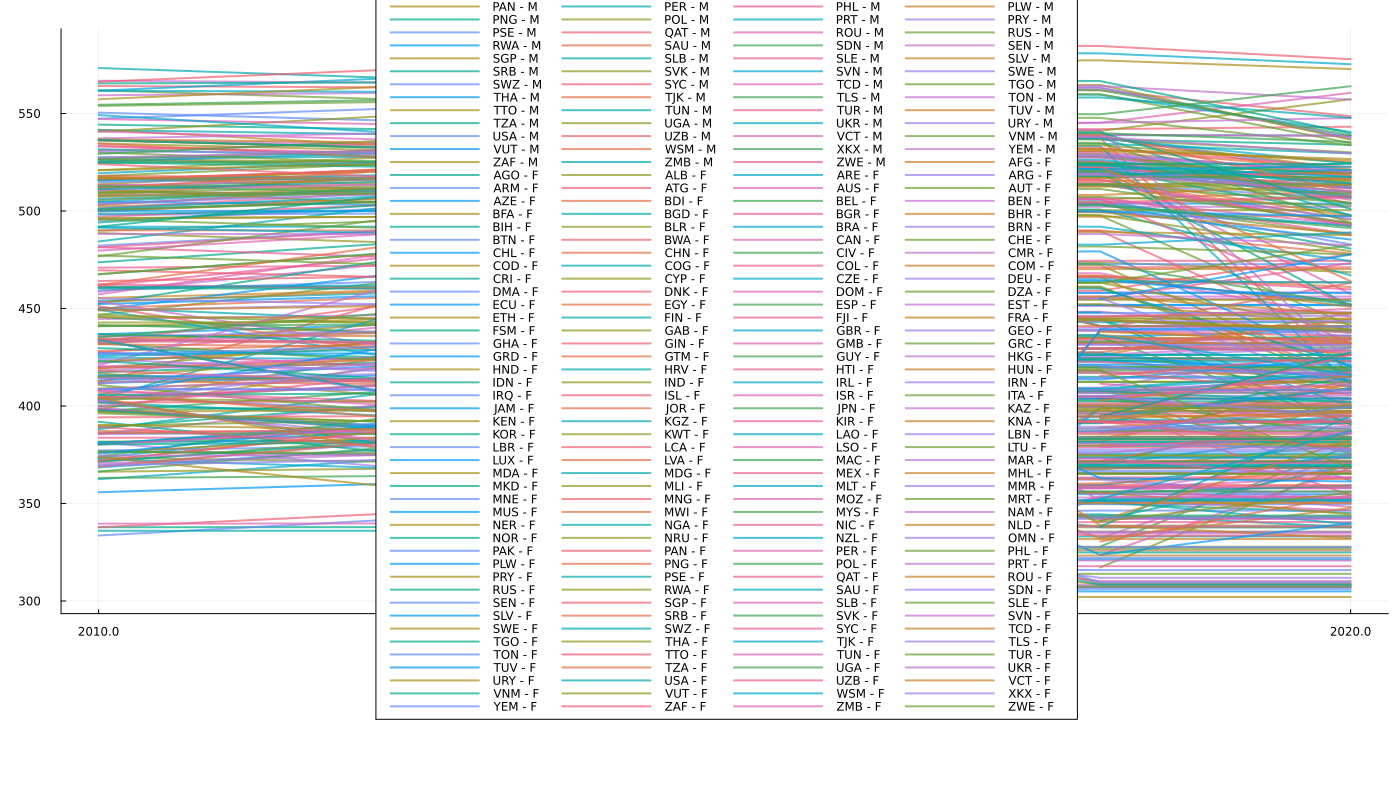 PAN - M PER - M PHL - M PLW - M
PNG - M POL - M PRT - M PRY - M
PSE - M QAT - M ROU - M RUS - M
RWA - M SAU - M SDN - M SEN - M
SGP - M SLB - M SLE - M SLV - M
SRB - M SVK - M SVN - M SWE - M
SWZ - M SYC - M TCD - M TGO - M
THA - M TJK - M TLS - M TON - M
TTO - M TUN - M TUR - M TUV - M
TZA - M UGA - M UKR - M URY - M
USA - M UZB - M VCT - M VNM - M
VUT - M WSM - M XKX - M YEM - M
ZAF - M ZMB - M ZWE - M AFG - F
AGO - F ALB - F ARE - F ARG - F
ARM - F ATG - F AUS - F AUT - F
AZE - F BDI - F BEL - F BEN - F
BFA - F BGD - F BGR - F BHR - F
BIH - F BLR - F BRA - F BRN - F
BTN - F BWA - F CAN - F CHE - F
CHL - F CHN - F CIV - F CMR - F
COD - F COG - F COL - F COM - F
CRI - F CYP - F CZE - F DEU - F
DMA - F DNK - F DOM - F DZA - F
ECU - F EGY - F ESP - F EST - F
ETH - F FIN - F FJI - F FRA - F
FSM - F GAB - F GBR - F GEO - F
GHA - F GIN - F GMB - F GRC - F
GRD - F GTM - F GUY - F HKG - F
HND - F HRV - F HTI - F HUN - F
IDN - F IND - F IRL - F IRN - F
IRQ - F ISL - F ISR - F ITA - F
JAM - F JOR - F JPN - F KAZ - F
KEN - F KGZ - F KIR - F KNA - F
KOR - F KWT - F LAO - F LBN - F
LBR - F LCA - F LSO - F LTU - F
LUX - F LVA - F MAC - F MAR - F
MDA - F MDG - F MEX - F MHL - F
MKD - F MLI - F MLT - F MMR - F
MNE - F MNG - F MOZ - F MRT - F
MUS - F MWI - F MYS - F NAM - F
NER - F NGA - F NIC - F NLD - F
NOR - F NRU - F NZL - F OMN - F
PAK - F PAN - F PER - F PHL - F
PLW - F PNG - F POL - F PRT - F
PRY - F PSE - F QAT - F ROU - F
RUS - F RWA - F SAU - F SDN - F
SEN - F SGP - F SLB - F SLE - F
SLV - F SRB - F SVK - F SVN - F
SWE - F SWZ - F SYC - F TCD - F
TGO - F THA - F TJK - F TLS - F
TON - F TTO - F TUN - F TUR - F
TUV - F TZA - F UGA - F UKR - F
URY - F USA - F UZB - F VCT - F
VNM - F VUT - F WSM - F XKX - F
YEM - F ZAF - F ZMB - F ZWE - F
550
500
450
400
350
300
2010.0 2020.0